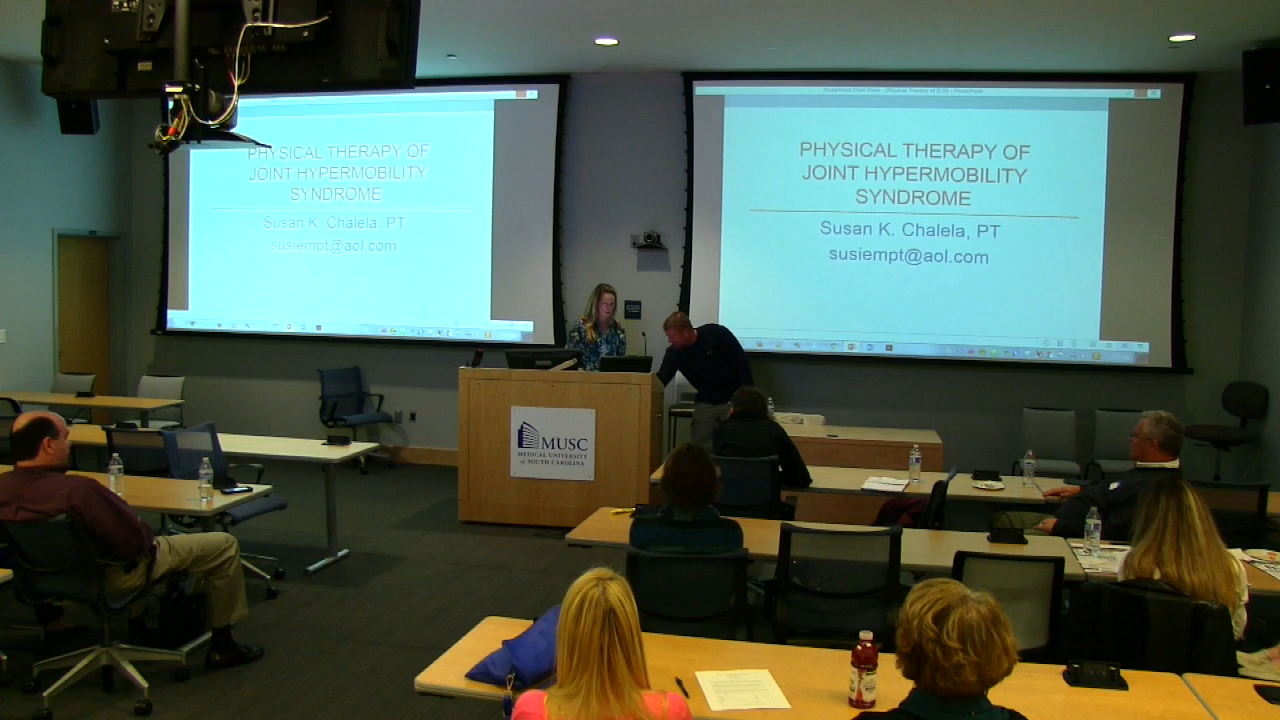 PHYSICAL THERAPY OF
JOINT HYPERMOBILITY
SYNDROME
Susan K. Chalela, PT
susiempt@aol.com
PHYSICAL THERAPY OF
JOINT HYPERMOBILITY
SYNDROME
Susan K. Chalela, PT
susiempt@aol.com
MUSC
MEDICAL UNIVERSITY
of SOUTH CAROLINA